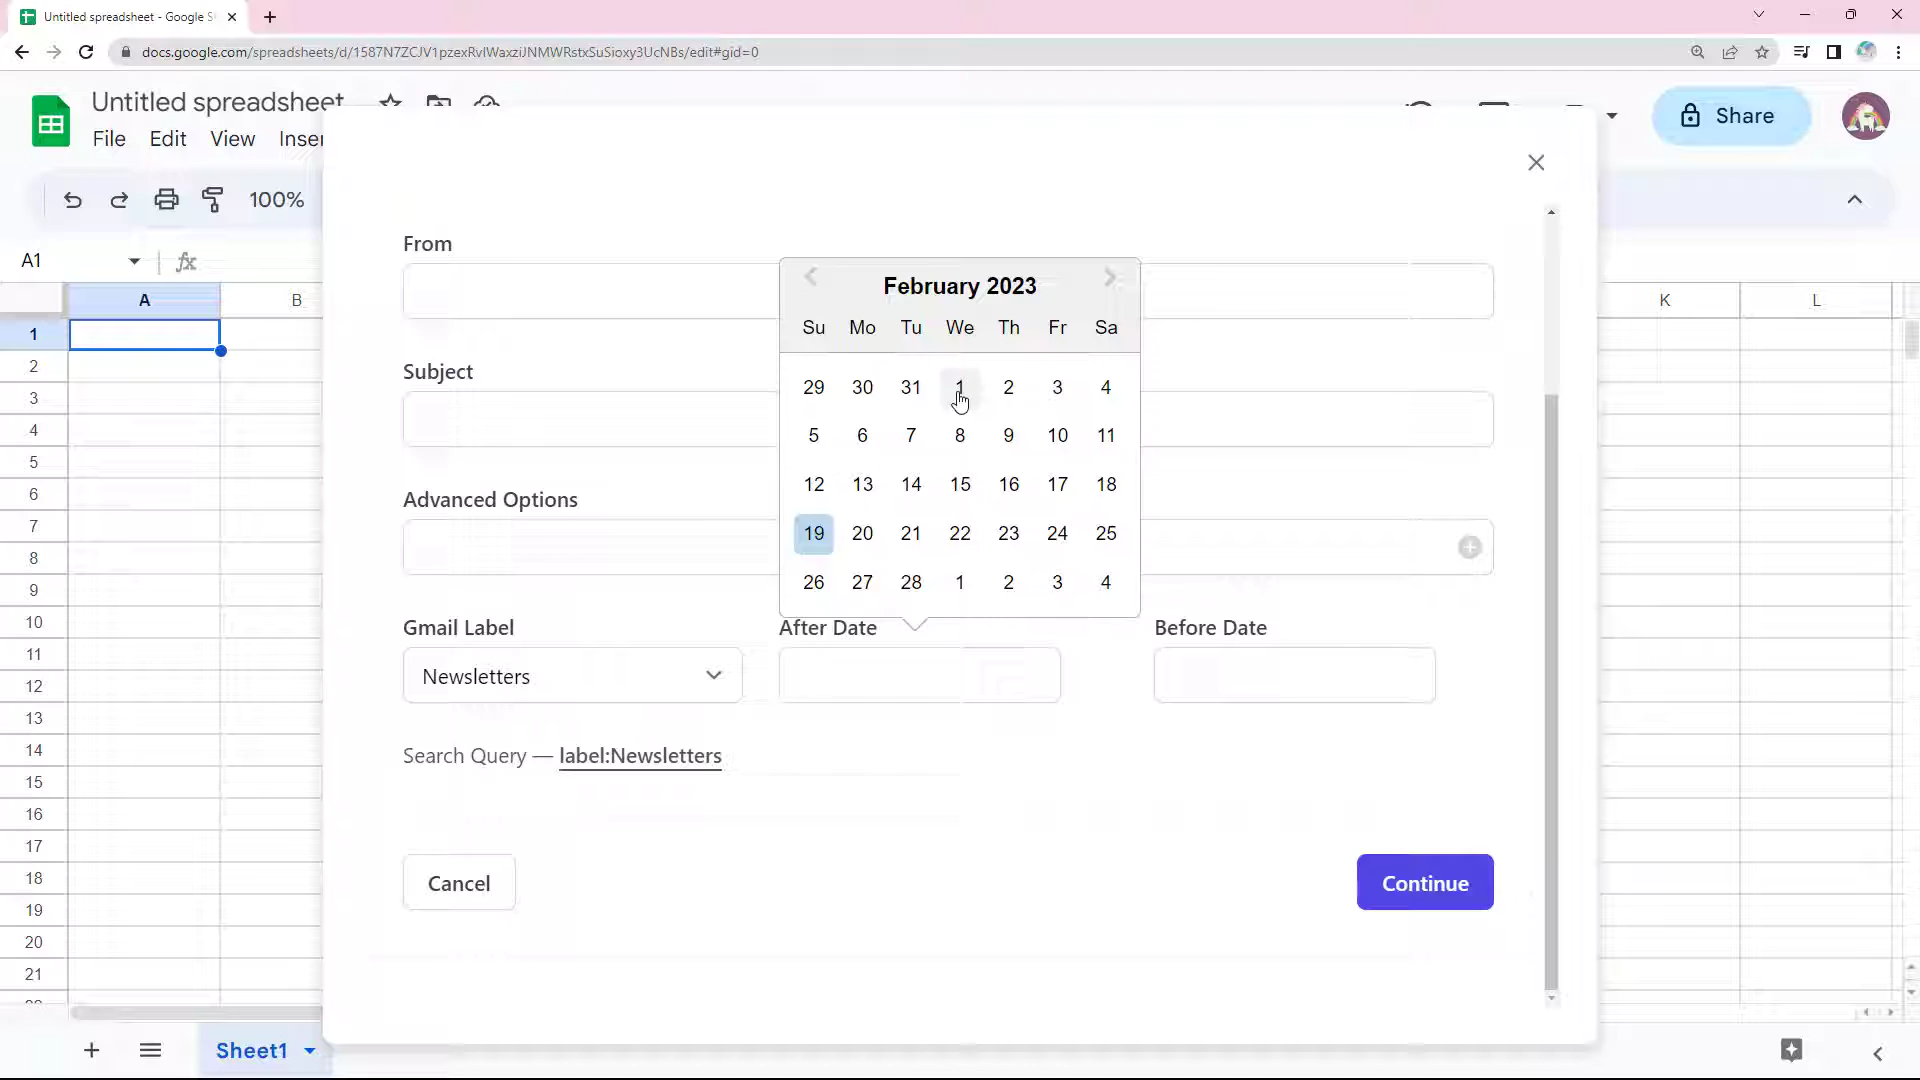 Untitled spreadsheet - Google S
docs.google.com/spreadsheets/d/1587N7ZCJV1pzexRvlWaxziJNMWRstxSuSioxy3UcNBs/edit#gid=0
Untitled spreadsheet
File Edit View Inser
Share
100%
A1
fx
A B K L
1
2
3
4
5
6
7
8
9
10
11
12
13
14
15
16
17
18
19
20
21
From
Subject
Advanced Options
February 2023
Su Mo Tu We Th Fr Sa
29 30 31 1 2 3 4
5 6 7 8 9 10 11
12 13 14 15 16 17 18
19 20 21 22 23 24 25
26 27 28 1 2 3 4
Gmail Label After Date Before Date
Newsletters
Search Query — label:Newsletters
Cancel Continue
Sheet1